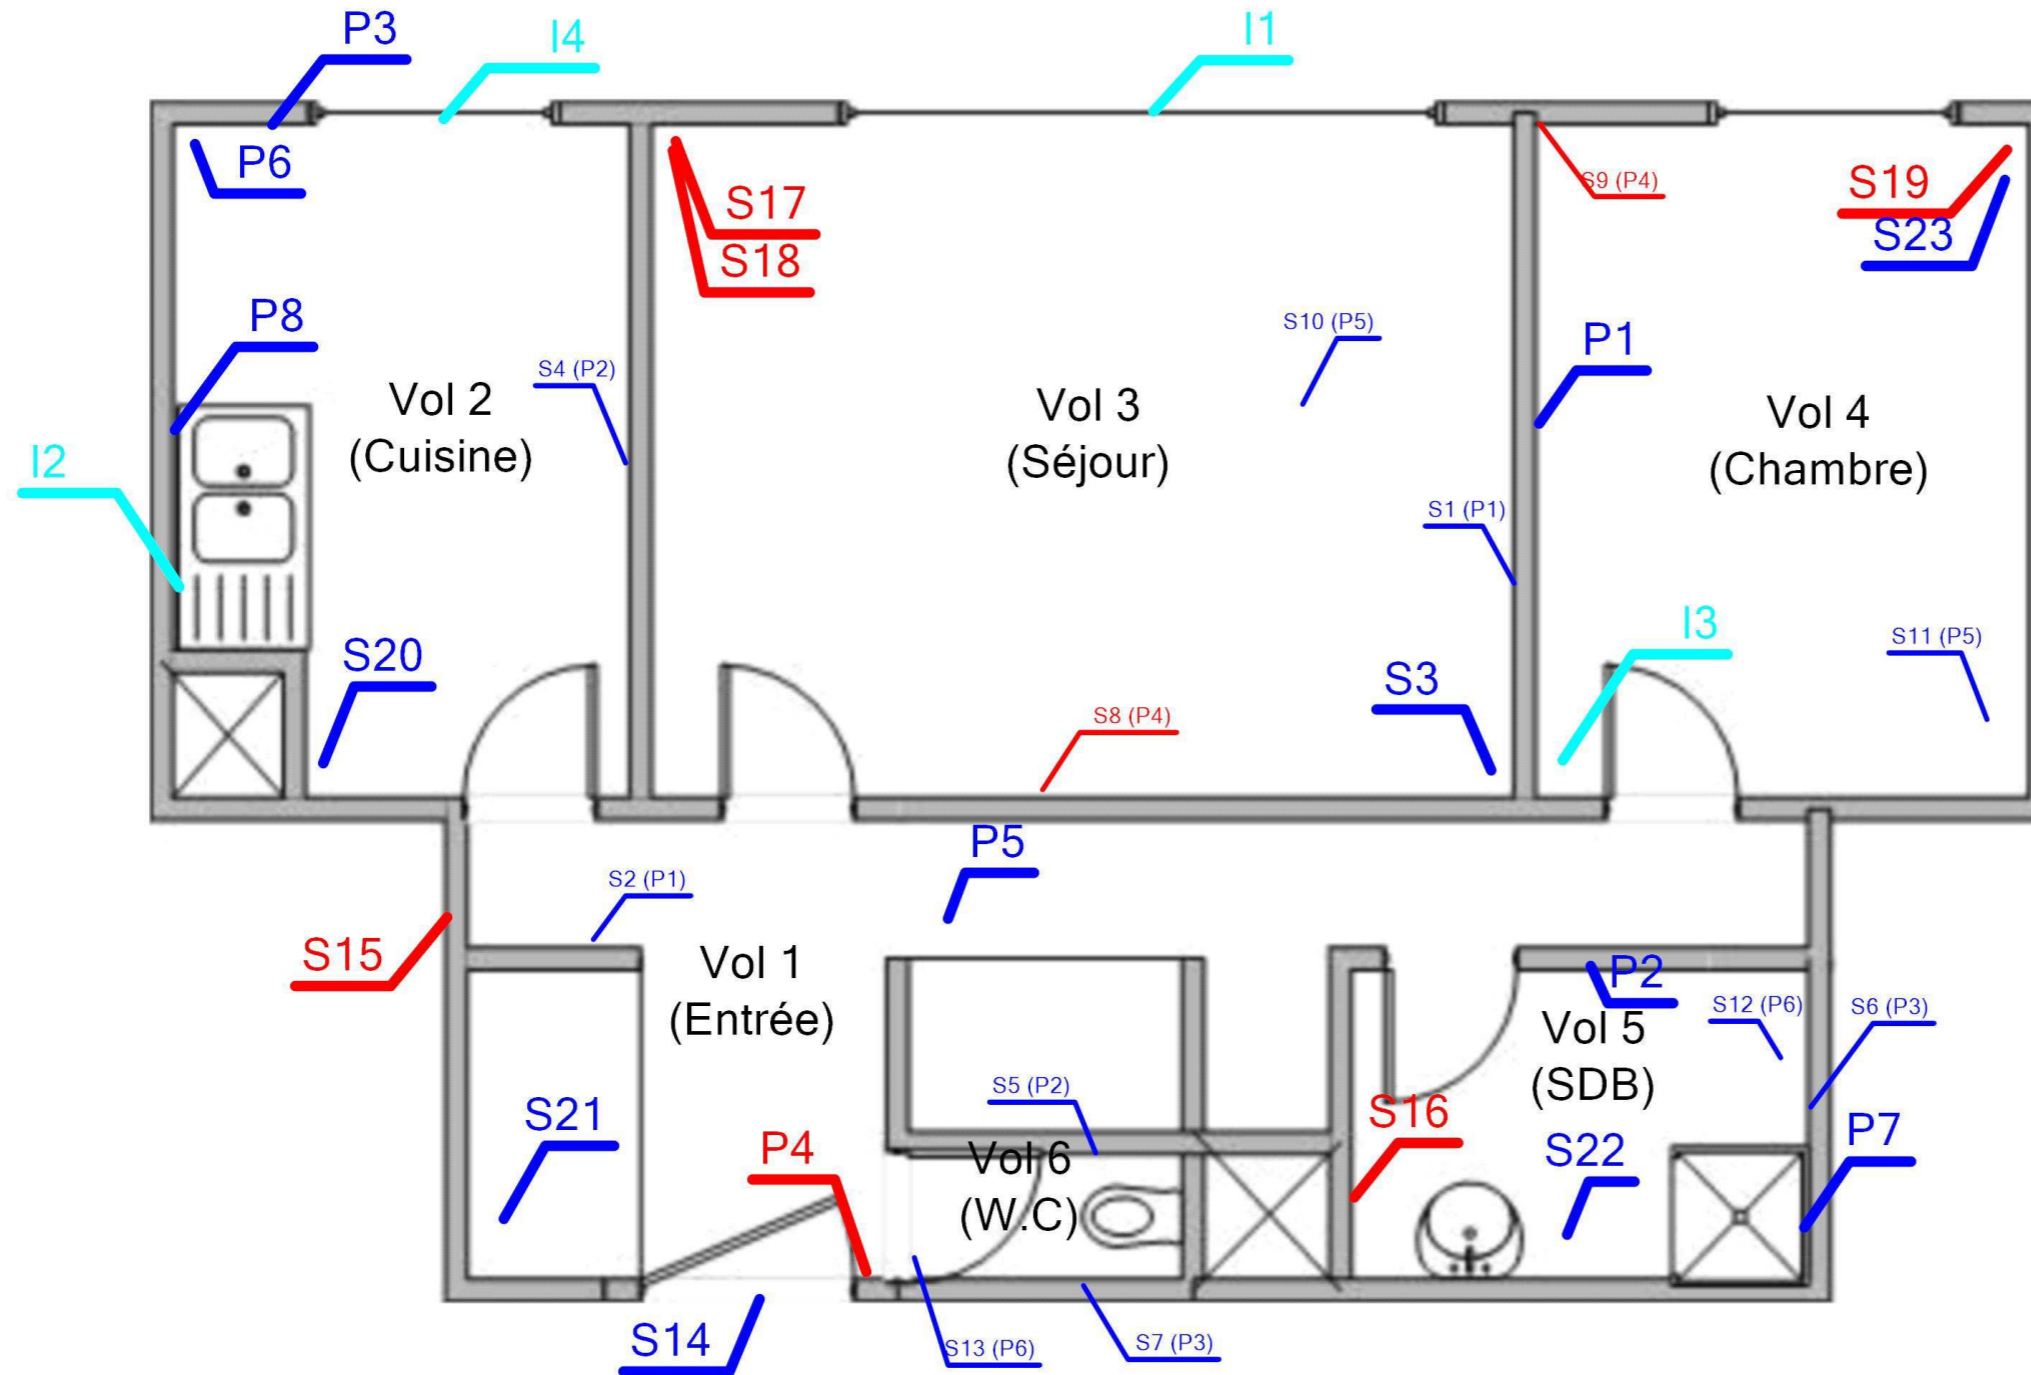 P3
I4
I1
P6
S9 (P4)
S19
S17
S23
S18
P8
S10 (P5)
P1
S4 (P2)
Vol 2
(Cuisine)
Vol 3
(Séjour)
Vol 4
(Chambre)
I2
S1 (P1)
I3
S11 (P5)
S20
S3
S8 (P4)
P5
S2 (P1)
S15
Vol 1
(Entrée)
P2
S12 (P6)
S6 (P3)
Vol 5
(SDB)
S5 (P2)
S21
S16
P7
P4
Vol 6
(W.C)
S22
S14
S13 (P6)
S7 (P3)